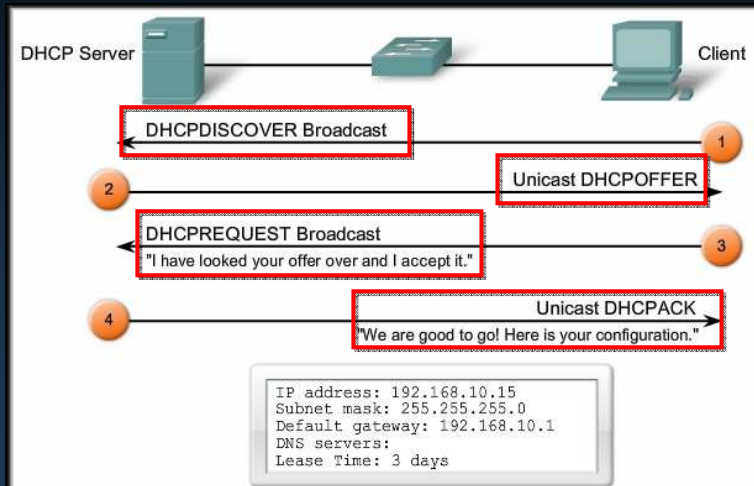 DHCP Server
Client
DHCPDISCOVER Broadcast
1
2
Unicast DHCPOFFER
DHCPREQUEST Broadcast
"I have looked your offer over and I accept it."
3
4
Unicast DHCPACK
"We are good to go! Here is your configuration."
IP address: 192.168.10.15
Subnet mask: 255.255.255.0
Default gateway: 192.168.10.1
DNS servers:
Lease Time: 3 days